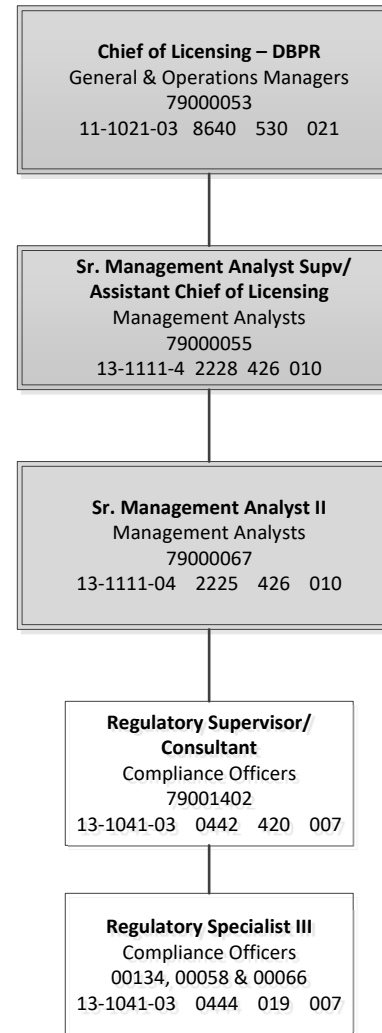 Chief of Licensing – DBPR
General & Operations Managers
79000053
11-1021-03 8640 530 021
Sr. Management Analyst Supv/
Assistant Chief of Licensing
Management Analysts
79000055
13-1111-4 2228 426 010
Sr. Management Analyst II
Management Analysts
79000067
13-1111-04 2225 426 010
Regulatory Supervisor/
Consultant
Compliance Officers
79001402
13-1041-03 0442 420 007
Regulatory Specialist III
Compliance Officers
00134, 00058 & 00066
13-1041-03 0444 019 007